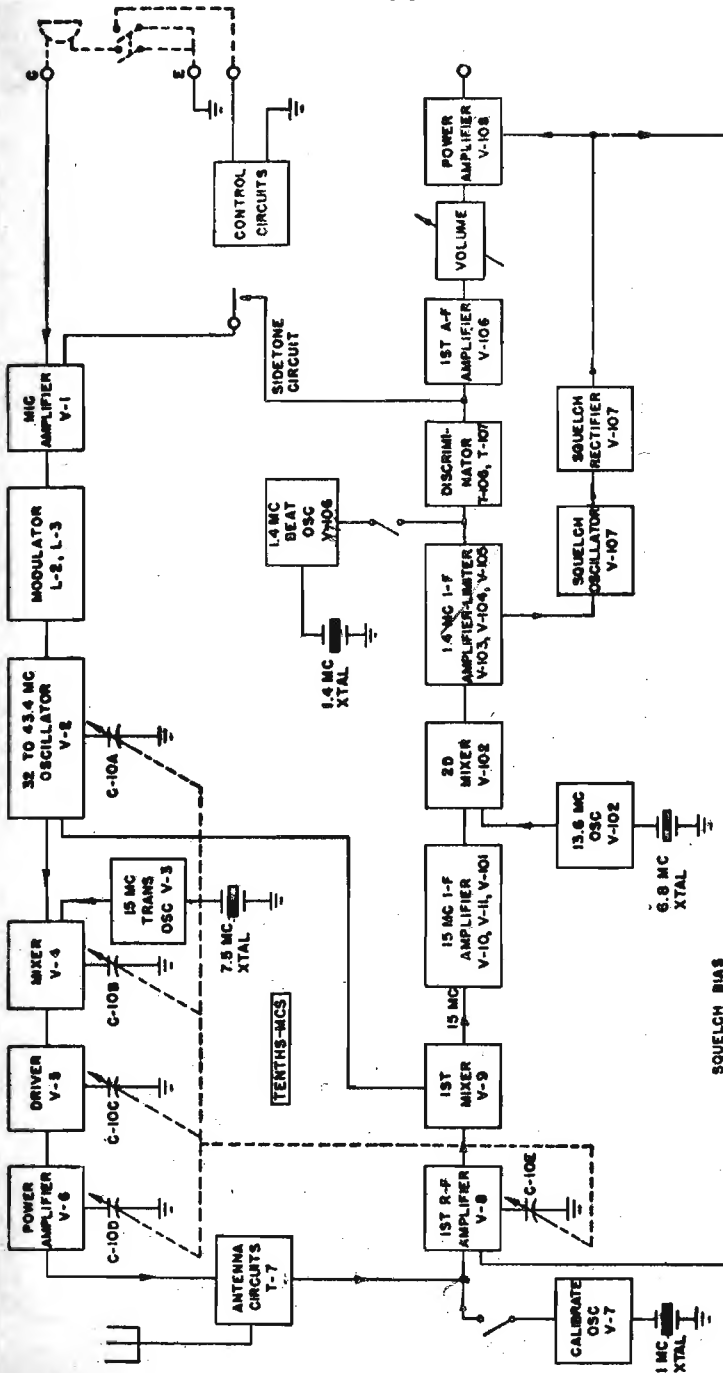 POWER
AMPLIFIER
V-6
DRIVER
V-5
MIXER
V-4
32 TO 43.4 MC
OSCILLATOR
V-2
MODULATOR
L-2, L-3
MIC
AMPLIFIER
V-1
C
C-10D
C-10C
C-10B
15 MC
TRANS
OSC V-3
C-10A
7.5 MC
XTAL
E
ANTENNA
CIRCUITS
T-7
TENTHS-MCS
1.4 MC
XTAL
1.4 MC
BEAT
OSC
V-106
SIDETONE
CIRCUIT
CONTROL
CIRCUITS
1ST R-F
AMPLIFIER
V-8
1ST
MIXER
V-9
15 MC
15 MC I-F
AMPLIFIER
V-10, V-11, V-101
2D
MIXER
V-102
1.4 MC I-F
AMPLIFIER-LIMITER
V-103, V-104, V-105
DISCRIMI-
NATOR
T-106, T-107
1ST A-F
AMPLIFIER
V-106
VOLUME
POWER
AMPLIFIER
V-108
C-10E
CALIBRATE
OSC
V-7
1 MC
XTAL
13.6 MC
OSC
V-102
6.8 MC
XTAL
SQUELCH
OSCILLATOR
V-107
SQUELCH
RECTIFIER
V-107
SQUELCH BIAS